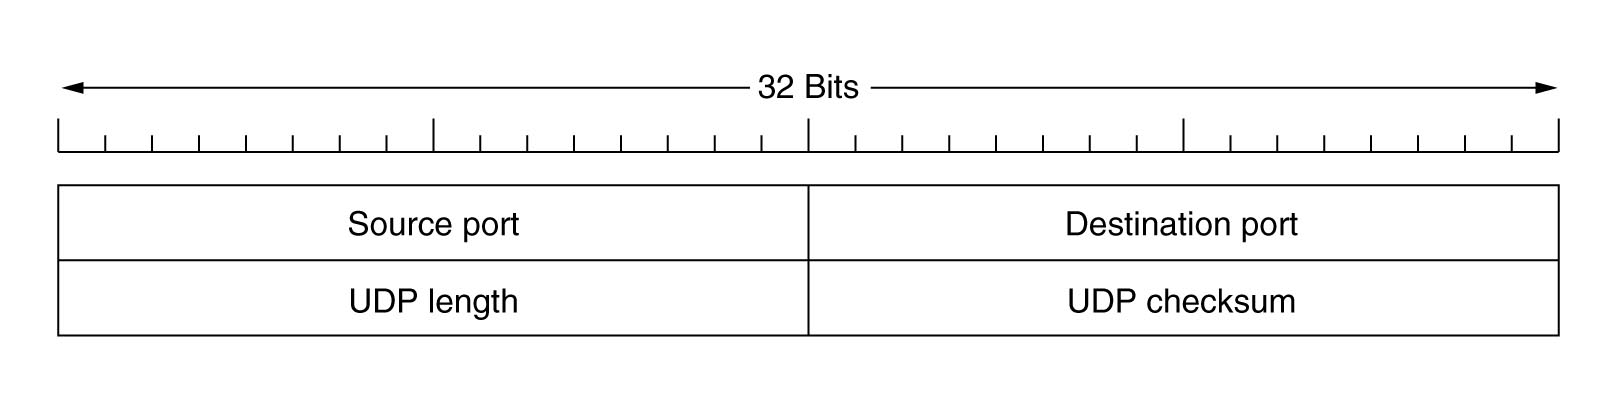 32 Bits
Source port
Destination port
UDP length
UDP checksum